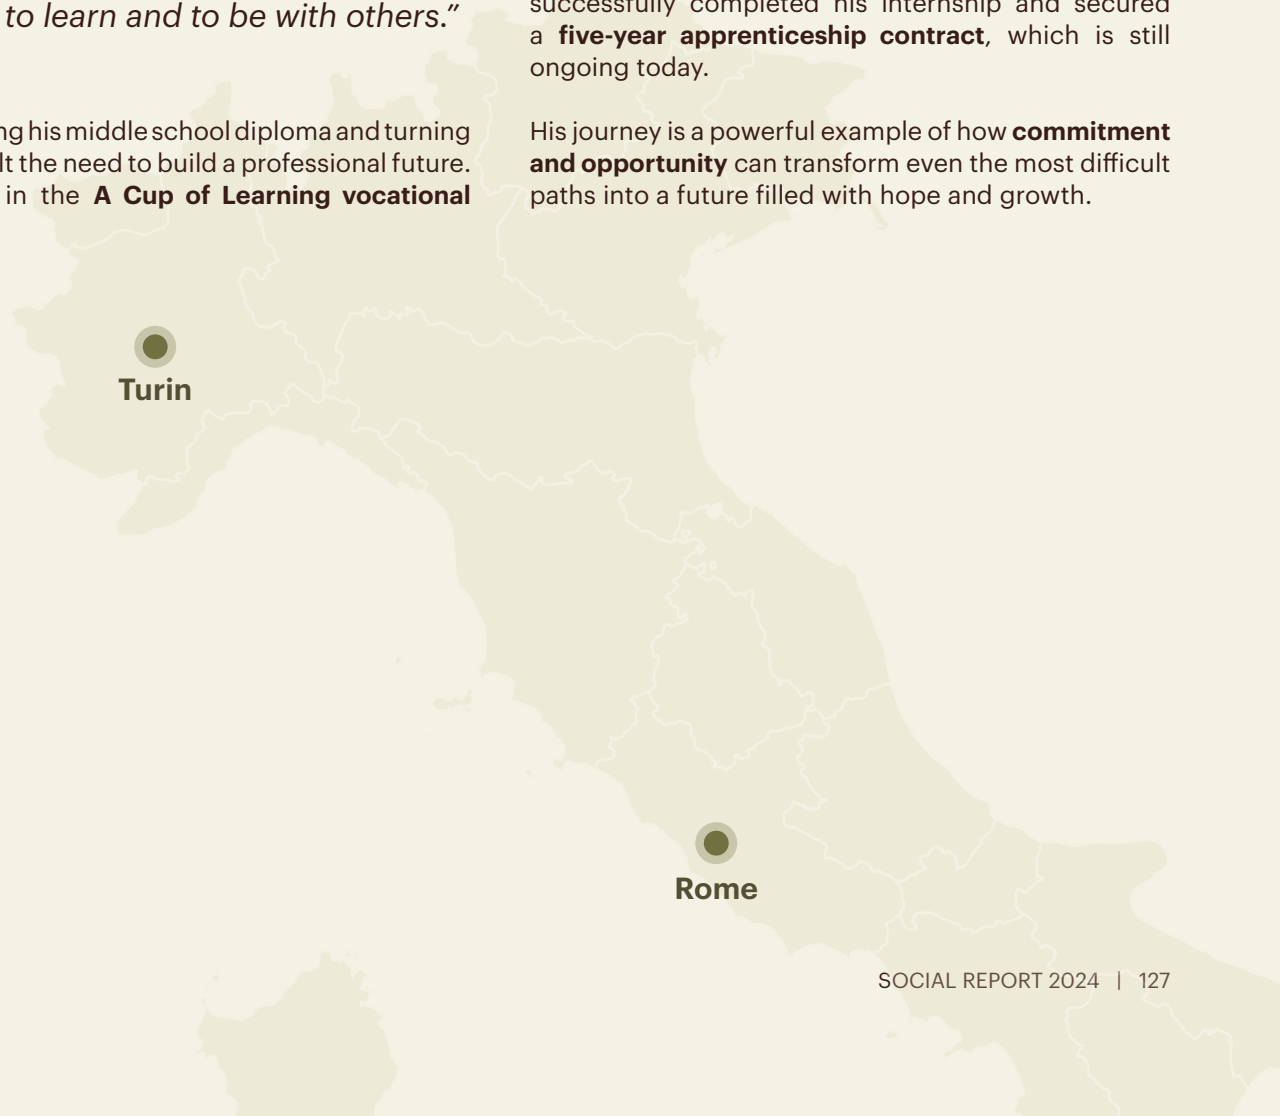 to learn and to be with others.”
ng his middle school diploma and turning
lt the need to build a professional future.
in the A Cup of Learning vocational
successfully completed his internship and secured
a five-year apprenticeship contract, which is still
ongoing today.
His journey is a powerful example of how commitment
and opportunity can transform even the most difficult
paths into a future filled with hope and growth.
Turin
Rome
SOCIAL REPORT 2024 | 127